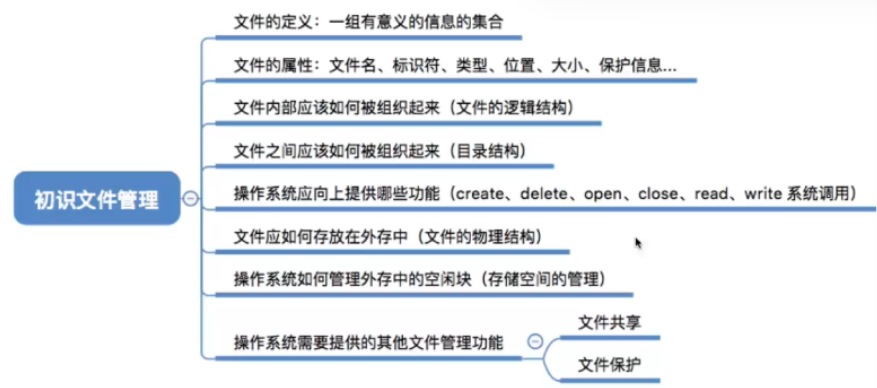 文件的定义：一组有意义的信息的集合
文件的属性：文件名、标识符、类型、位置、大小、保护信息...
文件内部应该如何被组织起来（文件的逻辑结构）
文件之间应该如何被组织起来（目录结构）
初识文件管理
操作系统应向上提供哪些功能（create、delete、open、close、read、write 系统调用）
文件应如何存放在外存中（文件的物理结构）
操作系统如何管理外存中的空闲块（存储空间的管理）
操作系统需要提供的其他文件管理功能
文件共享
文件保护